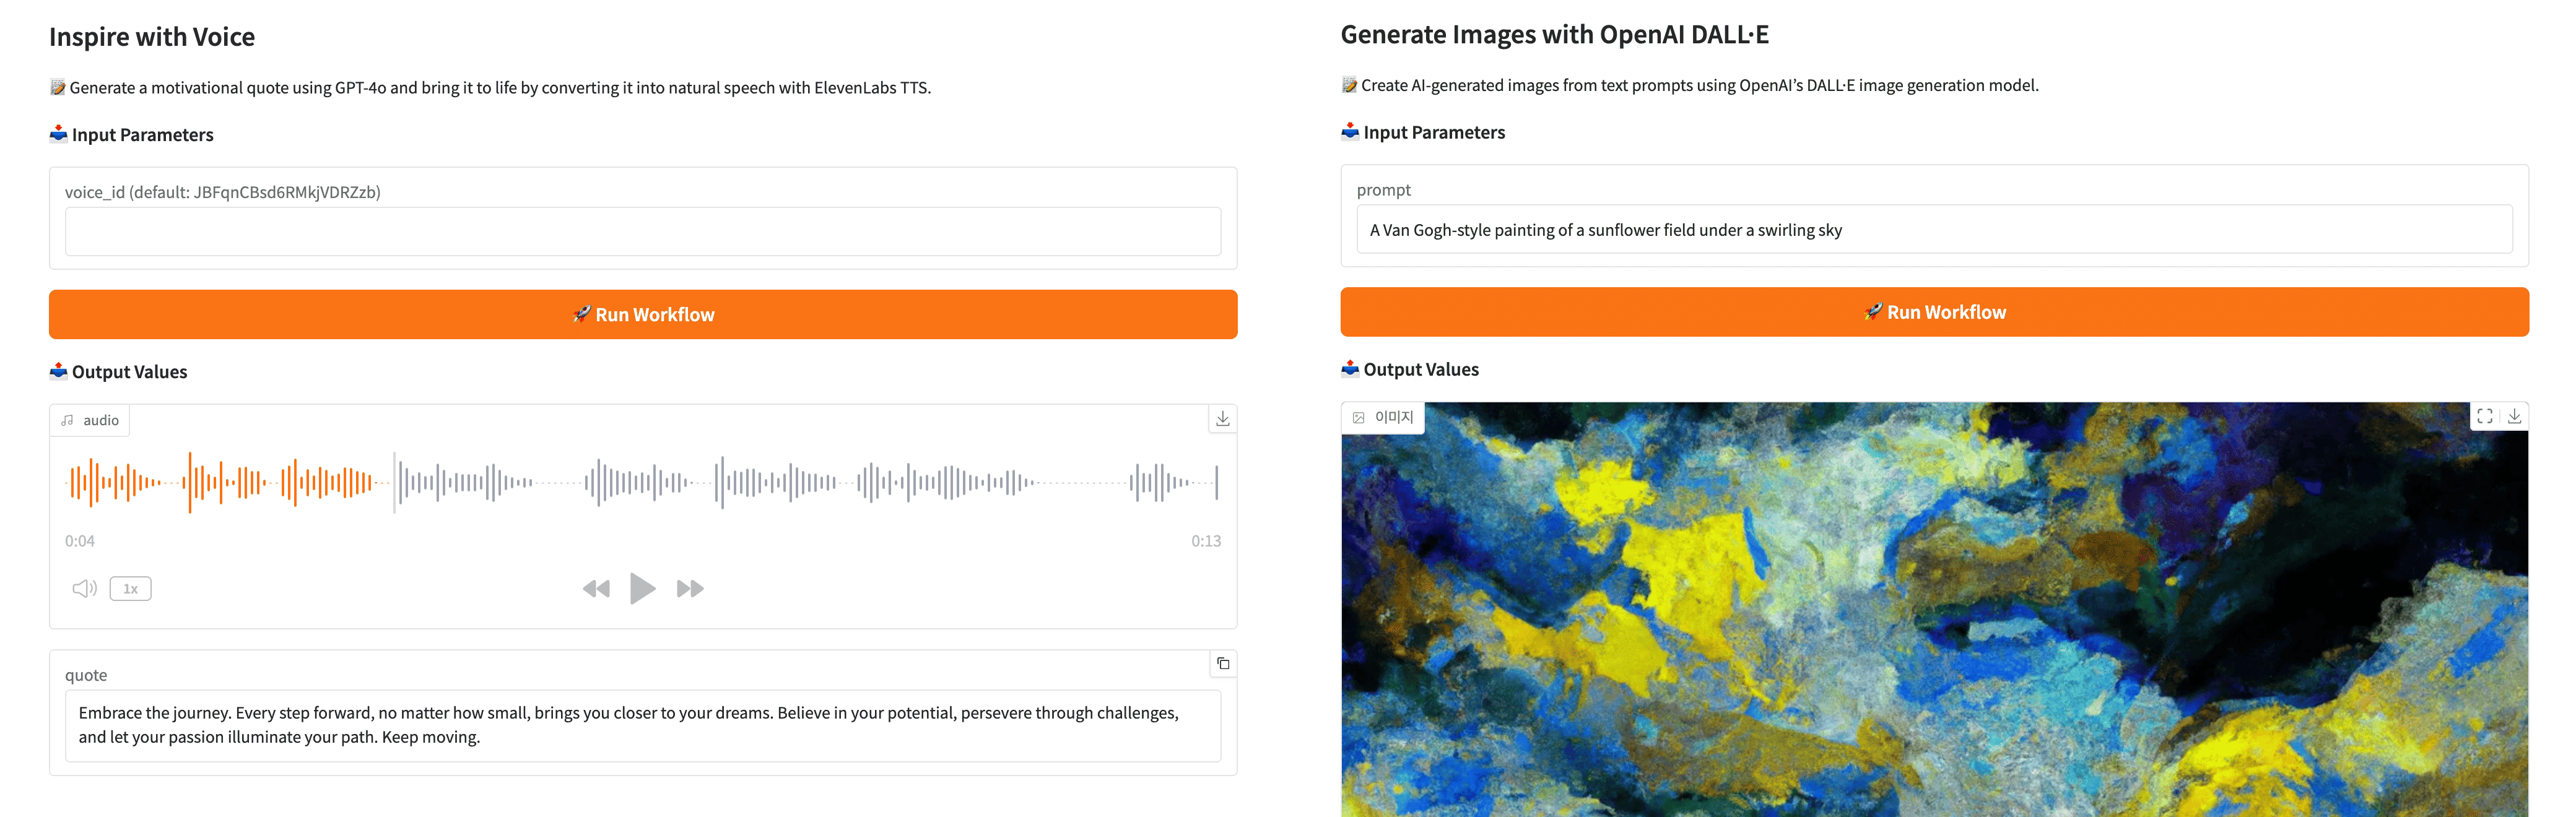 Inspire with Voice
📝 Generate a motivational quote using GPT-4o and bring it to life by converting it into natural speech with ElevenLabs TTS.
📥 Input Parameters
voice_id (default: JBFqnCBsd6RMkjVDRZzb)
🚀 Run Workflow
📤 Output Values
audio
0:04
0:13
1x
quote
Embrace the journey. Every step forward, no matter how small, brings you closer to your dreams. Believe in your potential, persevere through challenges,
and let your passion illuminate your path. Keep moving.
Generate Images with OpenAI DALL·E
📝 Create AI-generated images from text prompts using OpenAI’s DALL·E image generation model.
📥 Input Parameters
prompt
A Van Gogh-style painting of a sunflower field under a swirling sky
🚀 Run Workflow
📤 Output Values
이미지